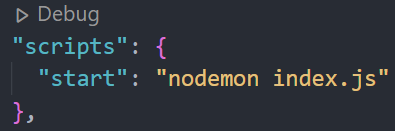 Debug
"scripts": {
"start": "nodemon index.js"
},